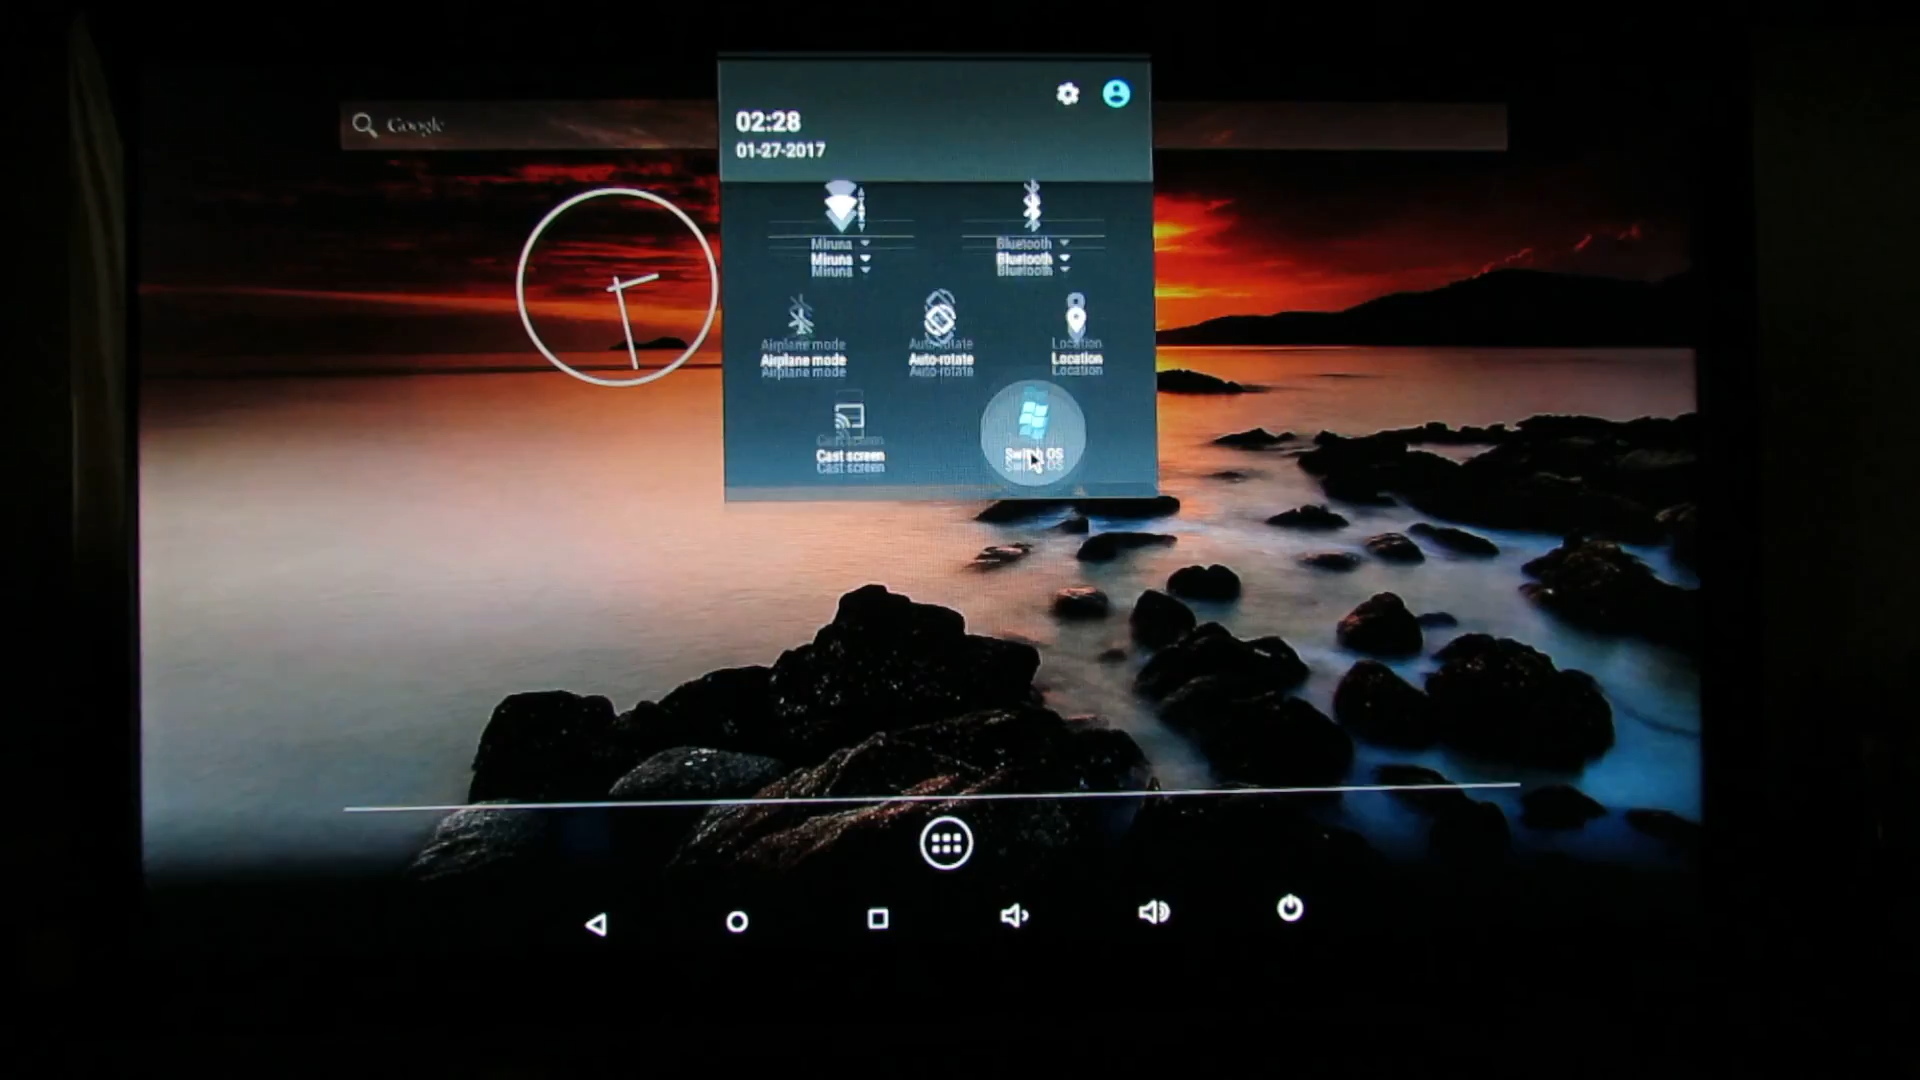 Google
02:28
01-27-2017
Miruna
Bluetooth
Airplane mode
Auto-rotate
Location
Cast screen
Switch OS